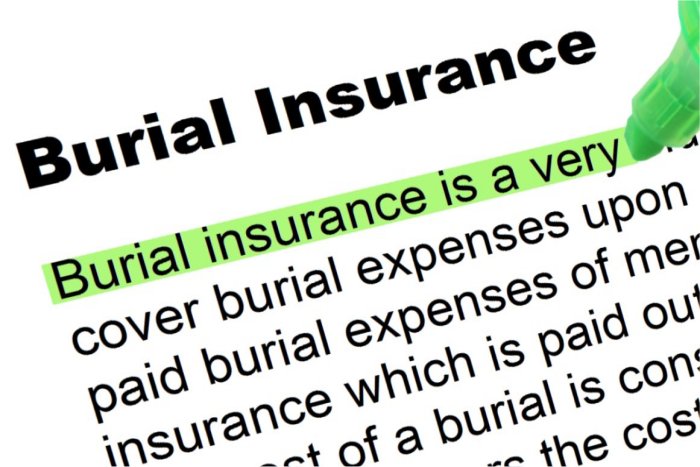 Burial Insurance
Burial insurance is a very
cover burial expenses upon
paid burial expenses of
insurance which is paid out
of a burial is
the cost